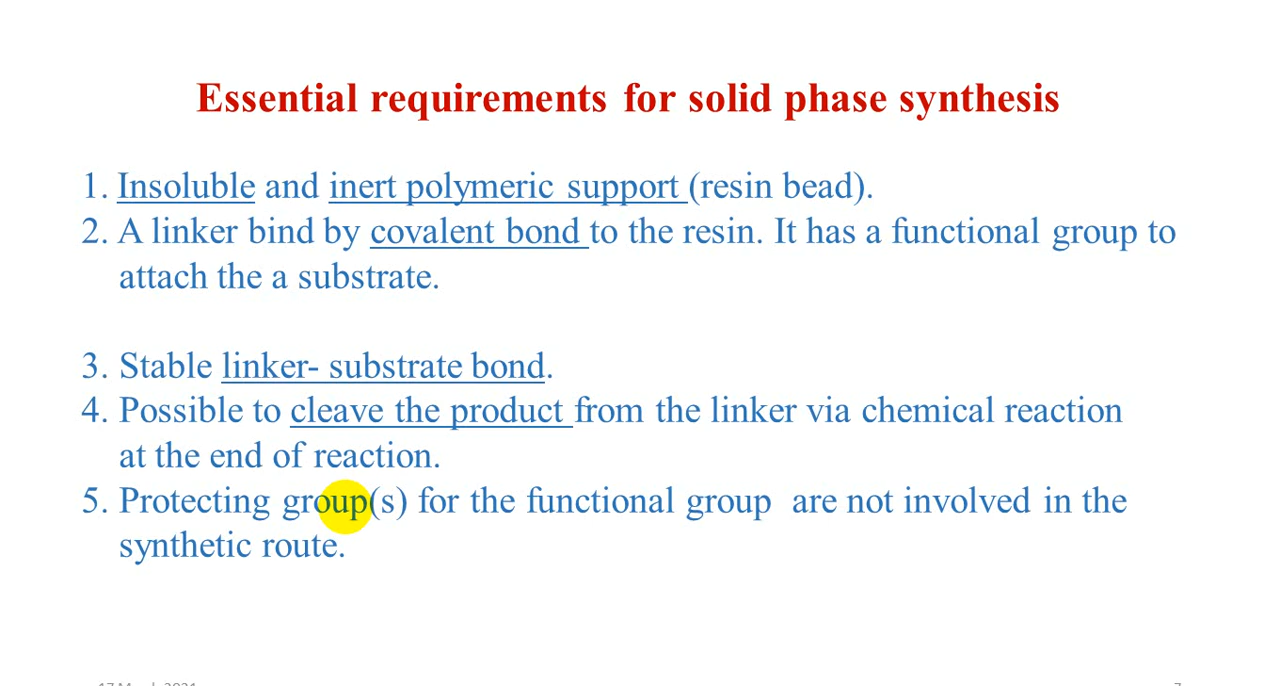 Essential requirements for solid phase synthesis
1. Insoluble and inert polymeric support (resin bead).
2. A linker bind by covalent bond to the resin. It has a functional group to
attach the a substrate.
3. Stable linker- substrate bond.
4. Possible to cleave the product from the linker via chemical reaction
at the end of reaction.
5. Protecting group(s) for the functional group are not involved in the
synthetic route.